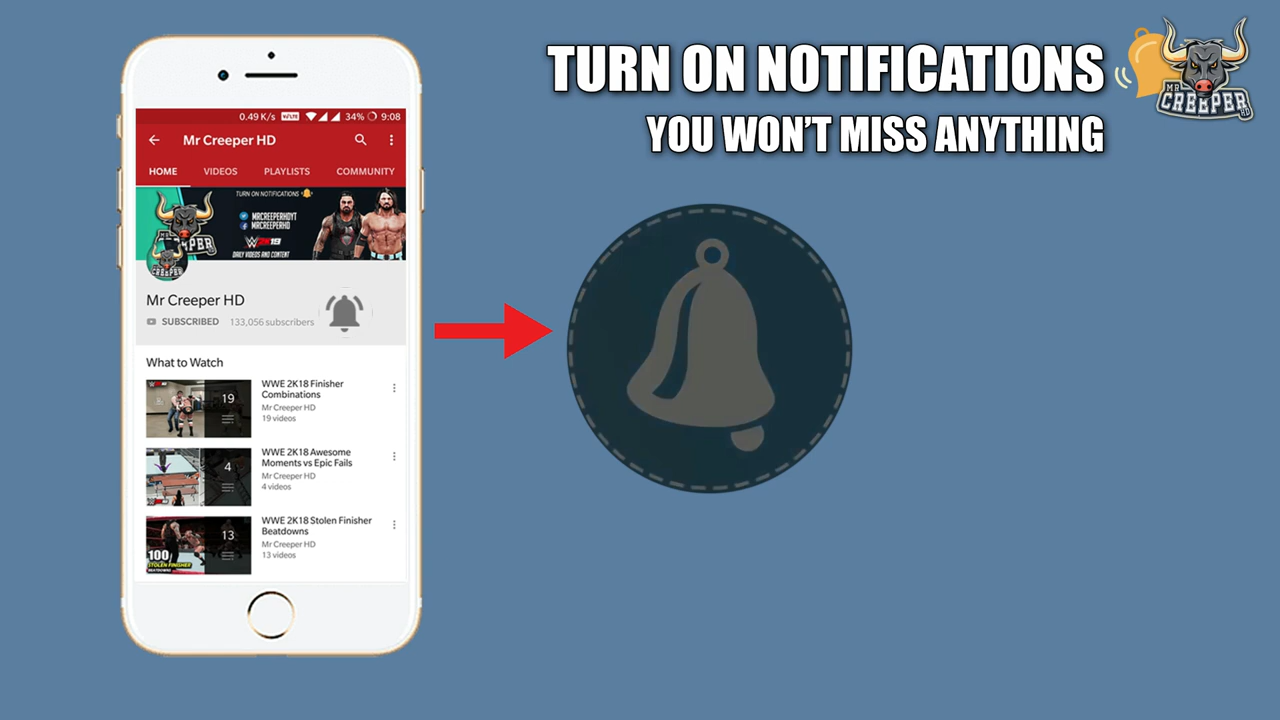 TURN ON NOTIFICATIONS
YOU WON'T MISS ANYTHING
MR
CREEPER
HD
0.49 K/s VoLTE 34% 9:08
Mr Creeper HD
HOME VIDEOS PLAYLISTS COMMUNITY
TURN ON NOTIFICATIONS
MRCREEPERHDYT
MRCREEPERHD
W 2K19
DAILY VIDEOS AND CONTENT
Mr Creeper HD
SUBSCRIBED 133,056 subscribers
What to Watch
19
WWE 2K18 Finisher
Combinations
Mr Creeper HD
19 videos
4
WWE 2K18 Awesome
Moments vs Epic Fails
Mr Creeper HD
4 videos
13
100
STOLEN FINISHER
BEATDOWNS
WWE 2K18 Stolen Finisher
Beatdowns
Mr Creeper HD
13 videos